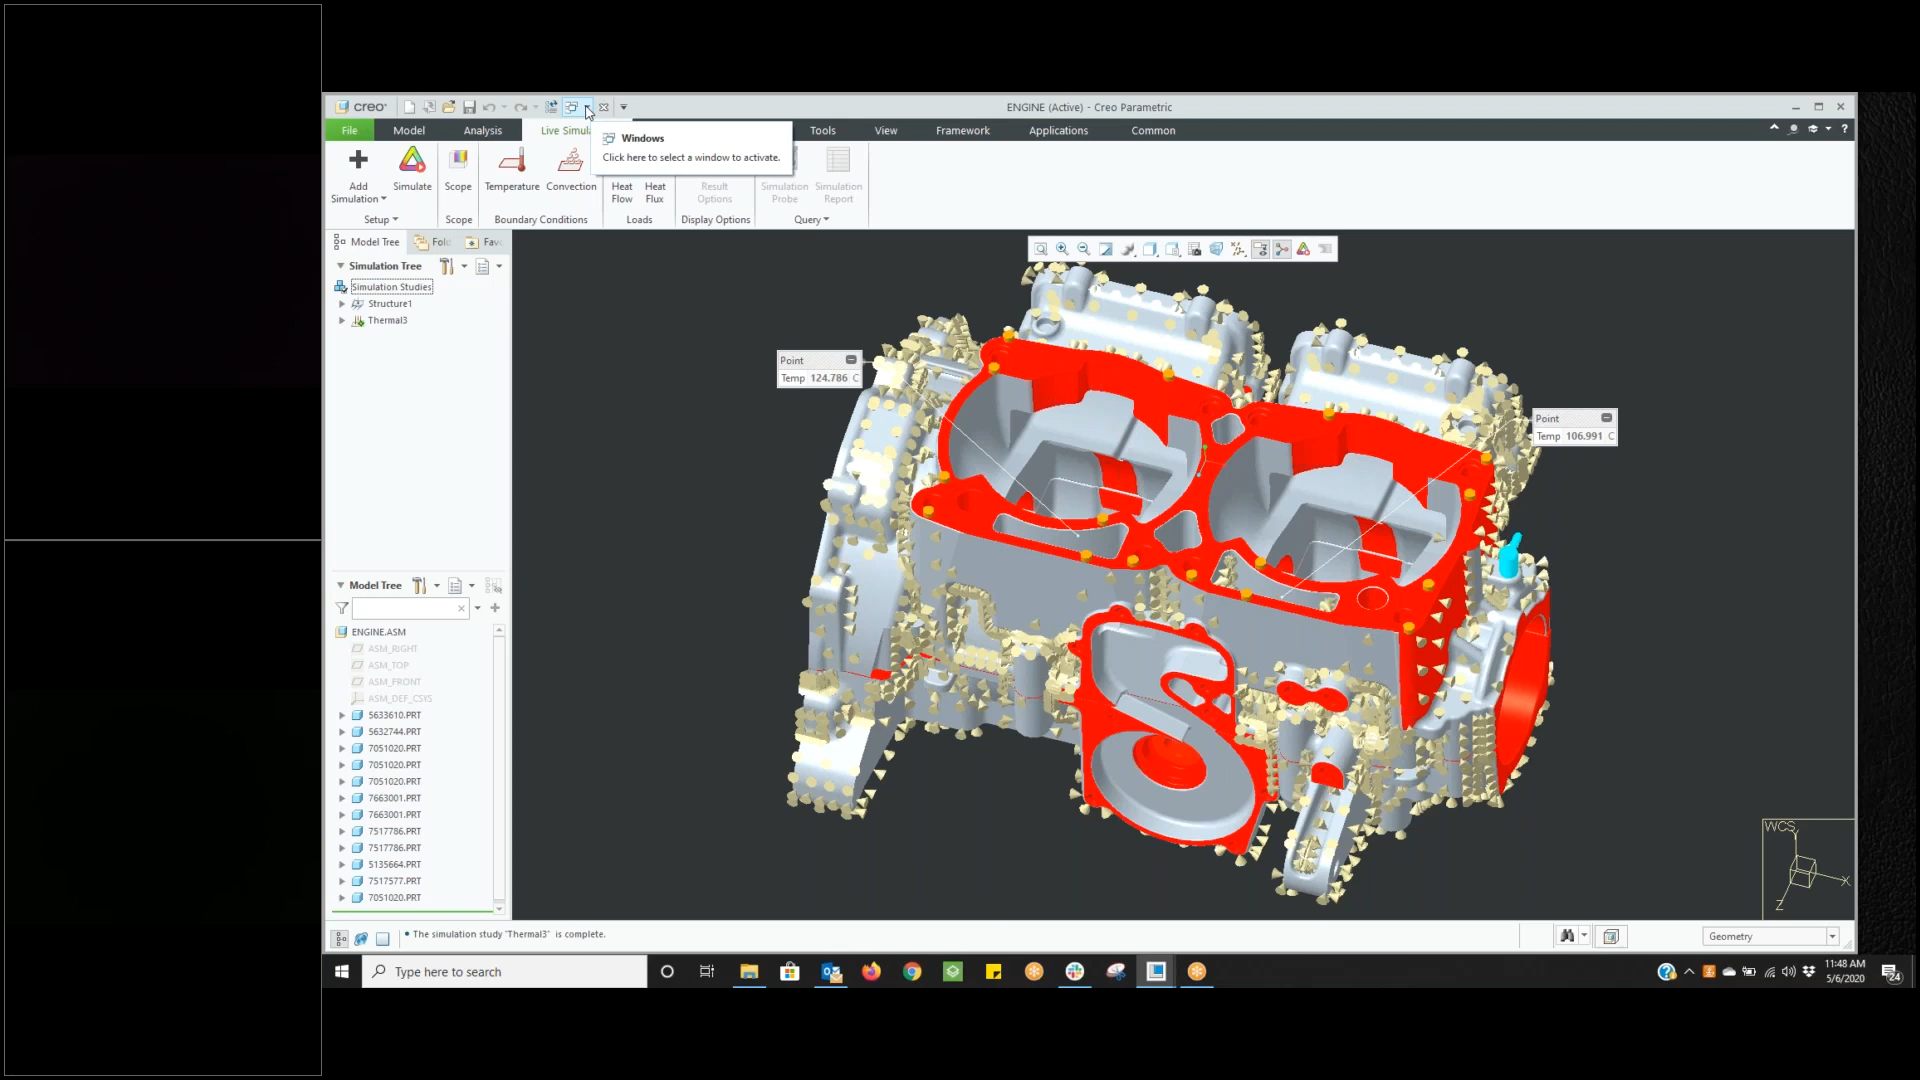 creo
ENGINE (Active) - Creo Parametric
File
Model
Analysis
Live Simula
Tools
View
Framework
Applications
Common
Windows
Click here to select a window to activate.
Add
Simulation
Simulate
Scope
Temperature
Convection
Heat
Flow
Heat
Flux
Result
Options
Simulation
Probe
Simulation
Report
Setup
Scope
Boundary Conditions
Loads
Display Options
Query
Model Tree
Fol
Fav
Simulation Tree
Simulation Studies
Structure1
Thermal3
Point
Temp 124.786 C
Point
Temp 106.991 C
Model Tree
ENGINE.ASM
ASM_RIGHT
ASM_TOP
ASM_FRONT
ASM_DEF_CSYS
5633610.PRT
5632744.PRT
7051020.PRT
7051020.PRT
7051020.PRT
7663001.PRT
7663001.PRT
7517786.PRT
7517786.PRT
5135664.PRT
7517577.PRT
7051020.PRT
WCS
X
Z
• The simulation study 'Thermal3' is complete.
Geometry
Type here to search
11:48 AM
5/6/2020
24